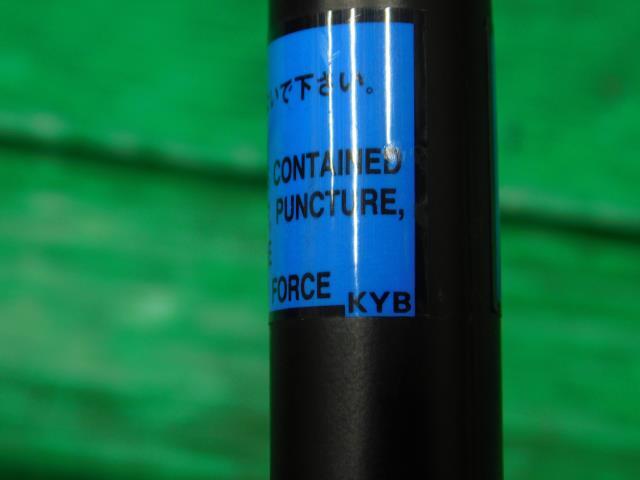 いで下さい。
CONTAINED
PUNCTURE,
E
FORCE
KYB